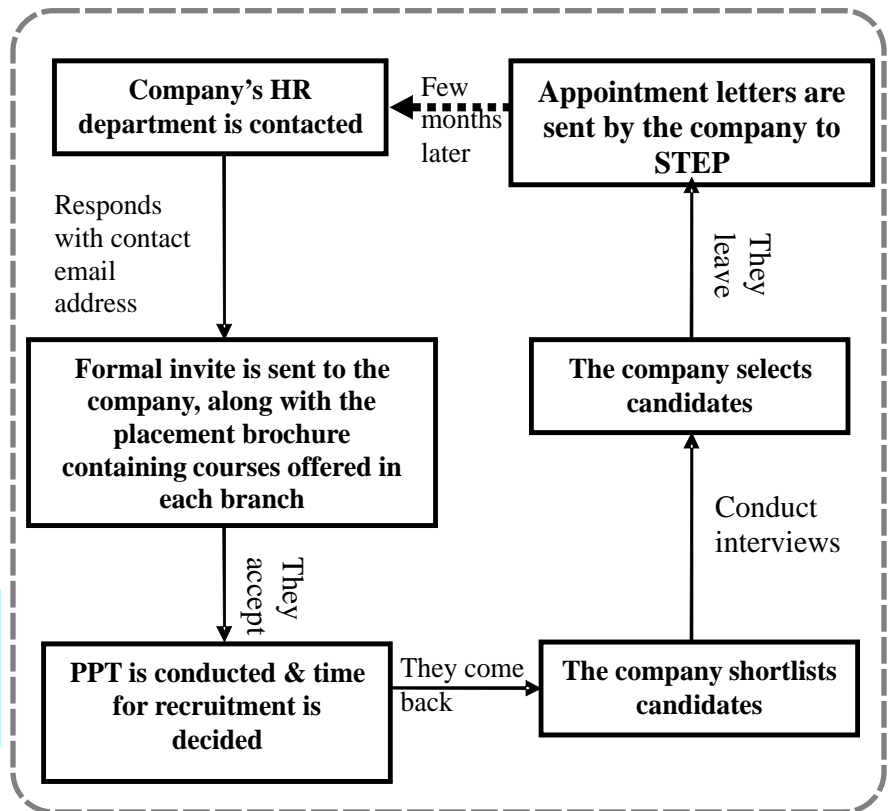 Company’s HR
department is contacted
Few
months
later
Appointment letters are
sent by the company to
STEP
Responds
with contact
email
address
They
leave
Formal invite is sent to the
company, along with the
placement brochure
containing courses offered in
each branch
The company selects
candidates
They
accept
Conduct
interviews
PPT is conducted & time
for recruitment is
decided
They come
back
The company shortlists
candidates